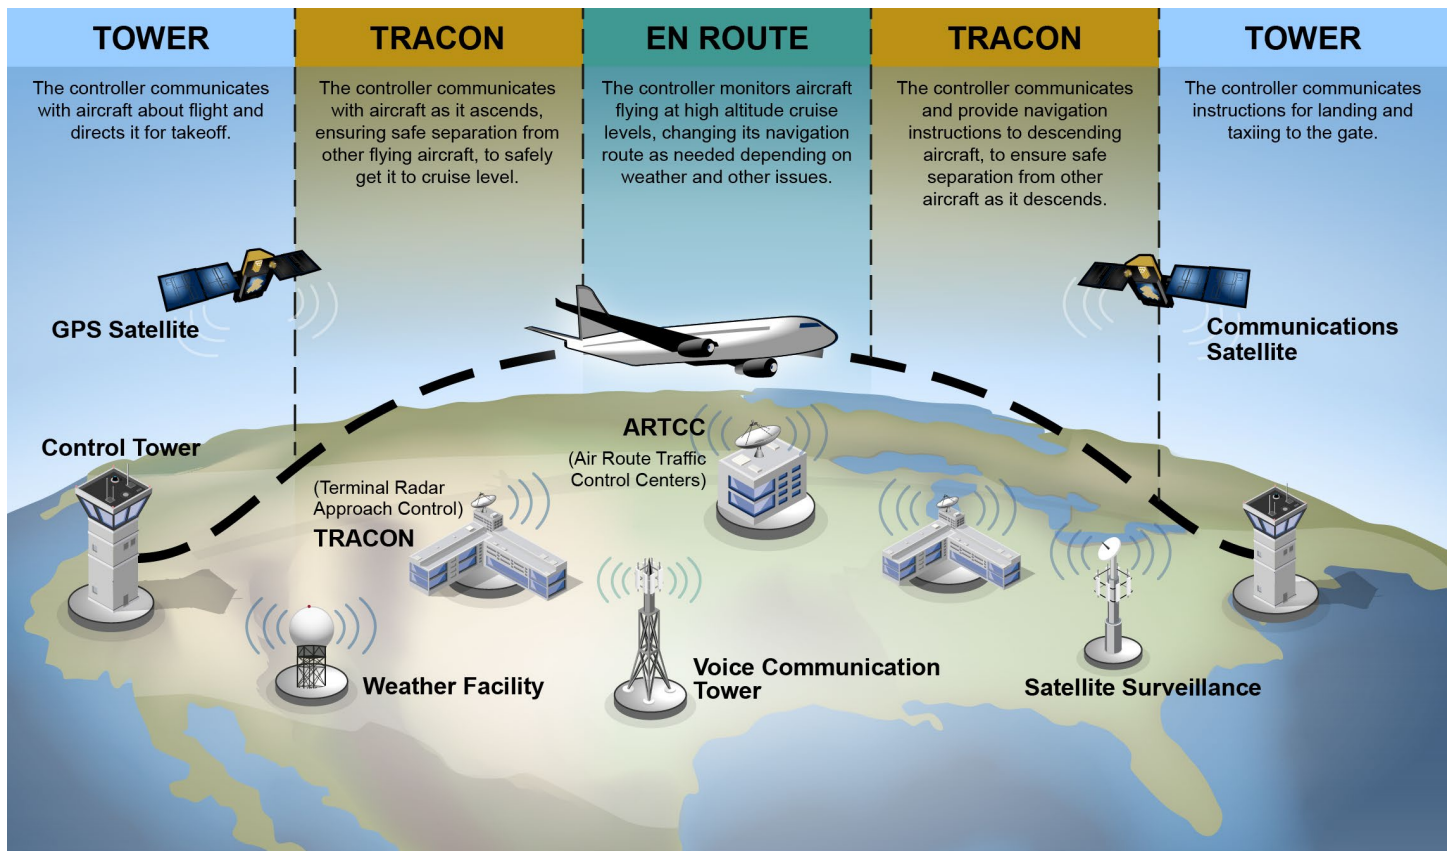 TOWER
The controller communicates
with aircraft about flight and
directs it for takeoff.
TRACON
The controller communicates
with aircraft as it ascends,
ensuring safe separation from
other flying aircraft, to safely
get it to cruise level.
EN ROUTE
The controller monitors aircraft
flying at high altitude cruise
levels, changing its navigation
route as needed depending on
weather and other issues.
TRACON
The controller communicates
and provide navigation
instructions to descending
aircraft, to ensure safe
separation from other
aircraft as it descends.
TOWER
The controller communicates
instructions for landing and
taxiing to the gate.
GPS Satellite
Communications
Satellite
Control Tower
(Terminal Radar
Approach Control)
TRACON
ARTCC
(Air Route Traffic
Control Centers)
Weather Facility
Voice Communication
Tower
Satellite Surveillance